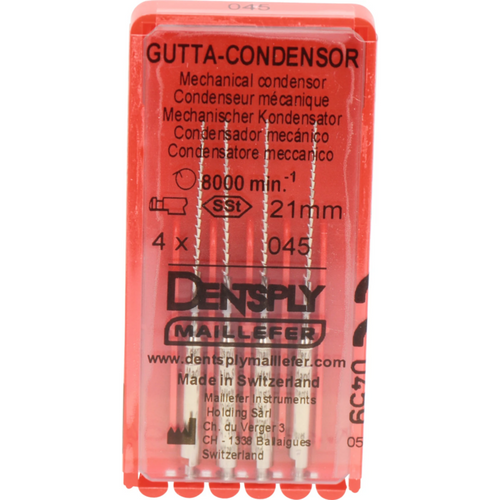 045
GUTTA-CONDENSOR
Mechanical condensor
Condenseur mécanique
Mechanischer Kondensator
Condensador mecánico
Condensatore meccanico
8000 min.-1
SSt 21mm
4 x 045
DENTSPLY
MAILLEFER
www.dentsplymaillefer.com
Made in Switzerland
Maillefer Instruments
Holding Sàrl
Ch. du Verger 3
CH - 1338 Ballaigues
Switzerland
0459
05